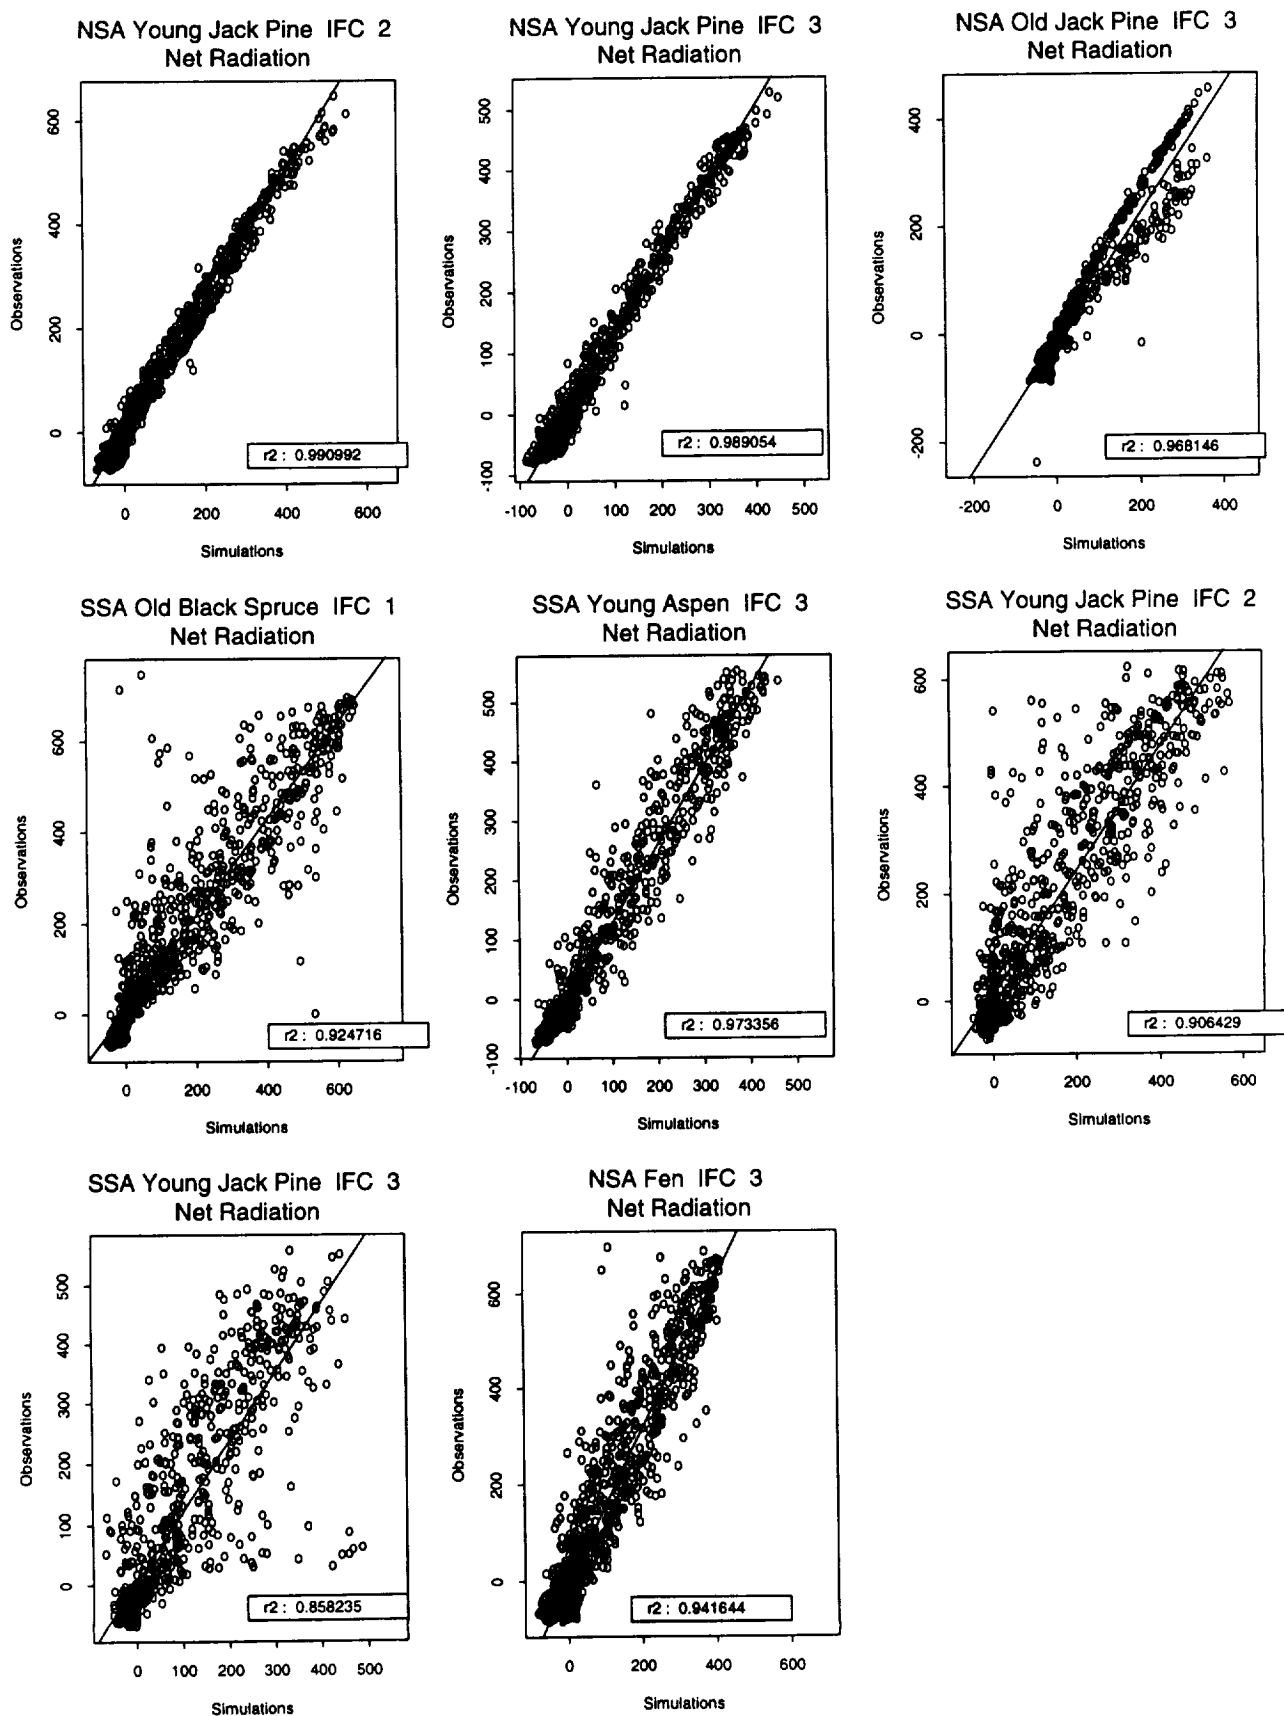 NSA Young Jack Pine IFC 2
Net Radiation
Observations
600
400
200
0
r2 : 0.990992
0 200 400 600
Simulations
NSA Young Jack Pine IFC 3
Net Radiation
Observations
500
400
300
200
100
0
-100
r2 : 0.989054
-100 0 100 200 300 400 500
Simulations
NSA Old Jack Pine IFC 3
Net Radiation
Observations
400
200
0
-200
r2 : 0.968146
-200 0 200 400
Simulations
SSA Old Black Spruce IFC 1
Net Radiation
Observations
600
400
200
0
r2 : 0.924716
0 200 400 600
Simulations
SSA Young Aspen IFC 3
Net Radiation
Observations
500
400
300
200
100
0
-100
r2 : 0.973356
-100 0 100 200 300 400 500
Simulations
SSA Young Jack Pine IFC 2
Net Radiation
Observations
600
400
200
0
r2 : 0.906429
0 200 400 600
Simulations
SSA Young Jack Pine IFC 3
Net Radiation
Observations
500
400
300
200
100
0
r2 : 0.858235
0 100 200 300 400 500
Simulations
NSA Fen IFC 3
Net Radiation
Observations
600
400
200
0
r2 : 0.941644
0 200 400 600
Simulations